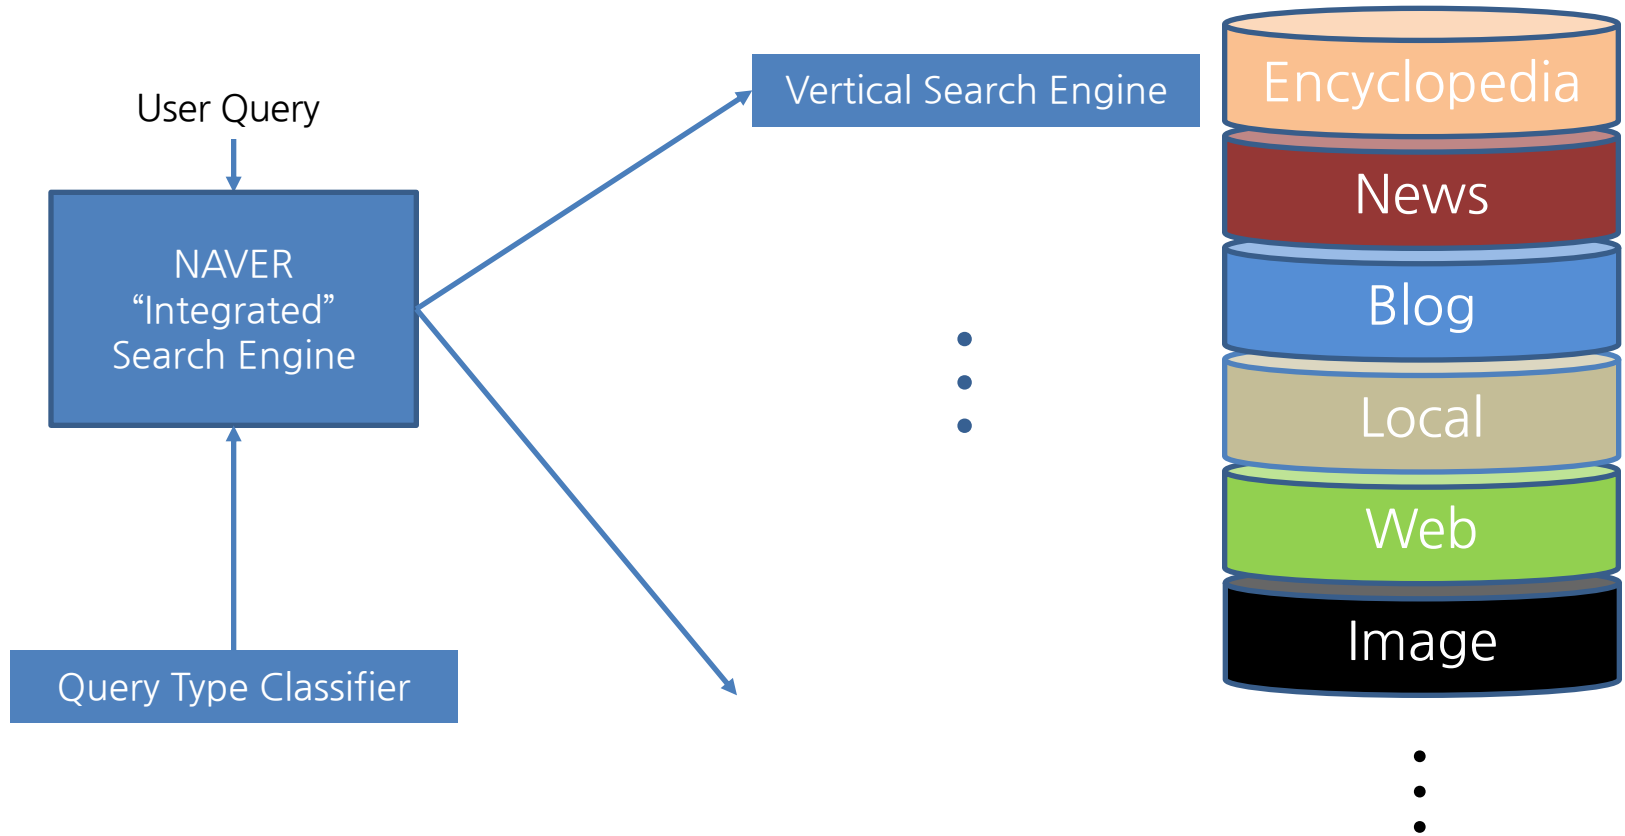 User Query
NAVER
“Integrated”
Search Engine
Query Type Classifier
Vertical Search Engine
Encyclopedia
News
Blog
Local
Web
Image